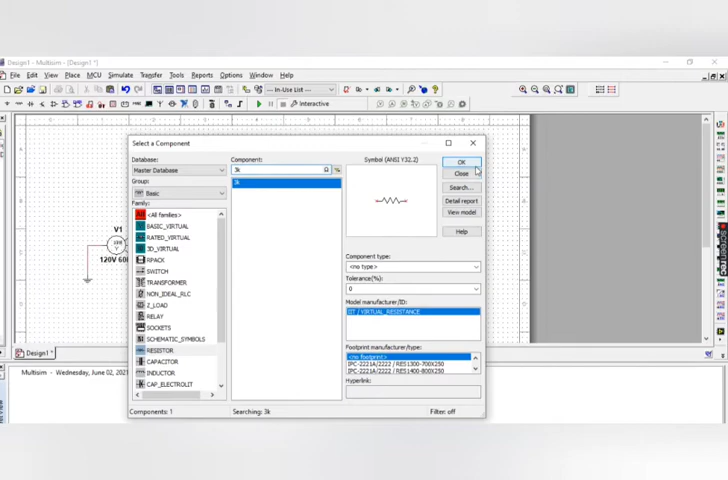 Design1 - Multisim - [Design1 *]
File Edit View Place MCU Simulate Transfer Tools Reports Options Window Help
--- In-Use List ---
Interactive
Select a Component
Database:
Master Database
Group:
Basic
Family:
<All families>
BASIC_VIRTUAL
RATED_VIRTUAL
3D_VIRTUAL
RPACK
SWITCH
TRANSFORMER
NON_IDEAL_RLC
Z_LOAD
RELAY
SOCKETS
SCHEMATIC_SYMBOLS
RESISTOR
CAPACITOR
INDUCTOR
CAP_ELECTROLIT
Component:
3k
3k
Symbol (ANSI Y32.2)
OK
Close
Search...
Detail report
View model
Help
Component type:
<no type>
Tolerance(%):
0
Model manufacturer/ID:
IIT / VIRTUAL_RESISTANCE
Footprint manufacturer/type:
<no footprint>
IPC-2221A/2222 / RES1300-700X250
IPC-2221A/2222 / RES1400-800X250
Hyperlink:
Components: 1
Searching: 3k
Filter: off
V1
Design1 *
Multisim - Wednesday, June 02, 2021